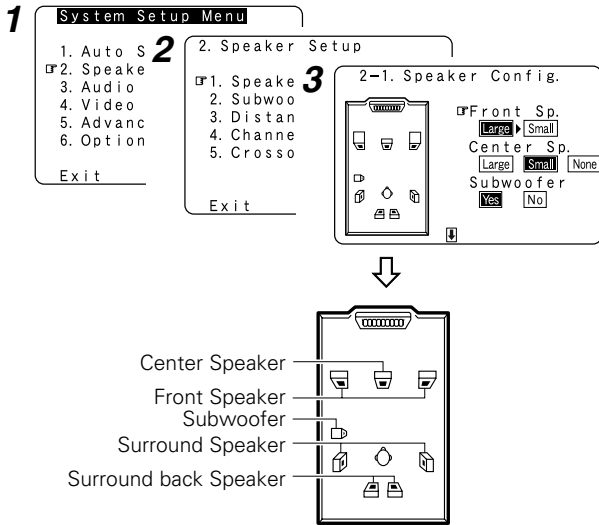 1
System Setup Menu
1. Auto S
☞2. Speake
3. Audio
4. Video
5. Advanc
6. Option
Exit
2
2. Speaker Setup
☞1. Speake
2. Subwoo
3. Distan
4. Channe
5. Crosso
Exit
3
2-1. Speaker Config.
☞Front Sp.
Large Small
Center Sp.
Large Small None
Subwoofer
Yes No
Center Speaker
Front Speaker
Subwoofer
Surround Speaker
Surround back Speaker